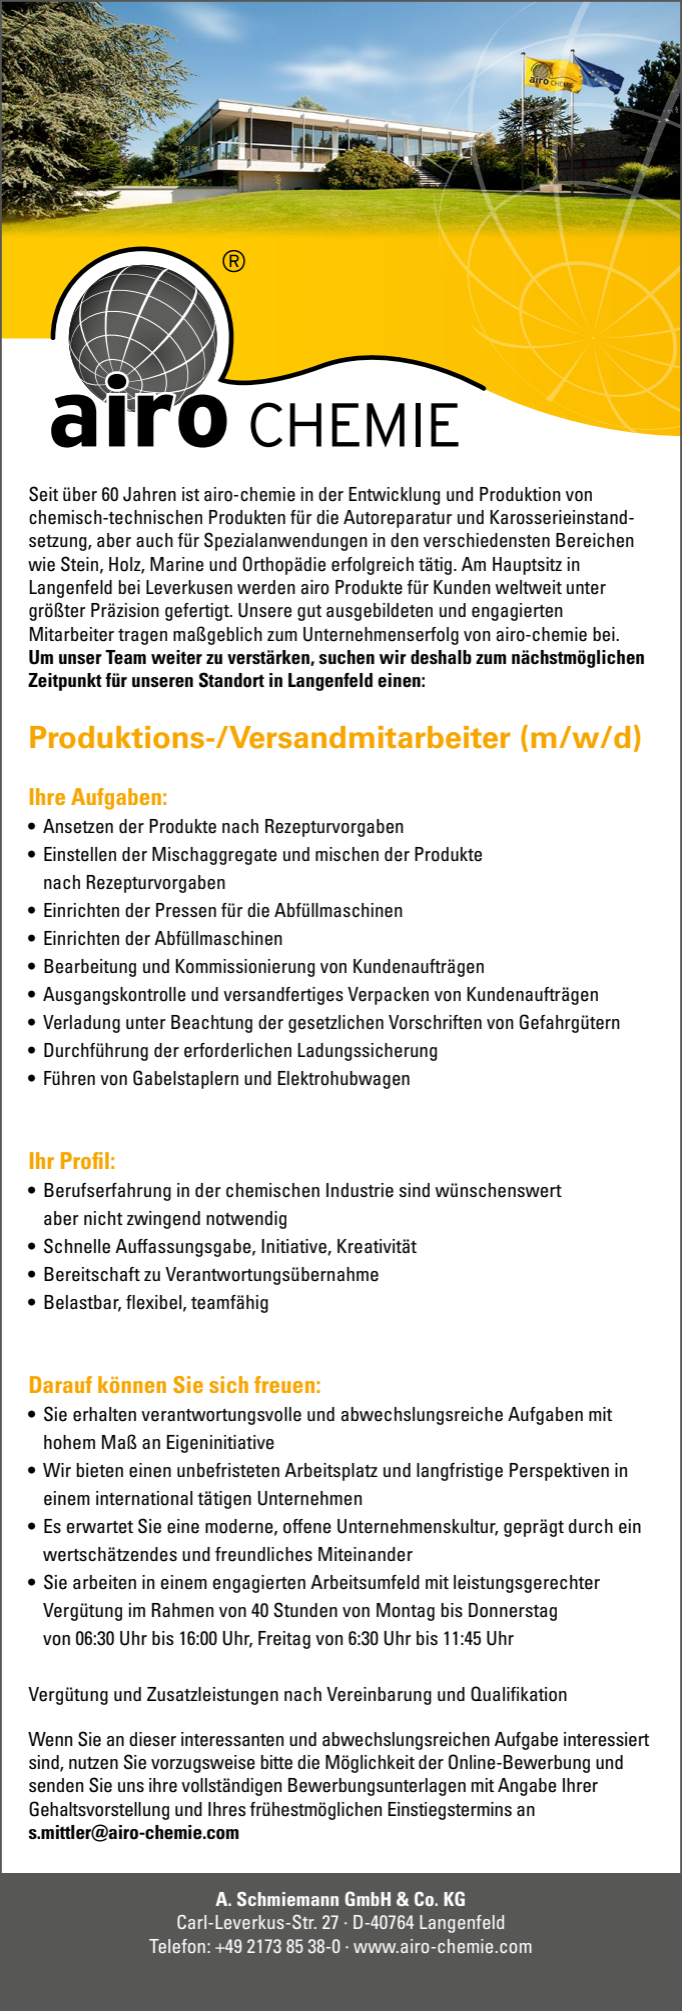 airo CHEMIE
®
airo CHEMIE
Seit über 60 Jahren ist airo-chemie in der Entwicklung und Produktion von
chemisch-technischen Produkten für die Autoreparatur und Karosserieinstand-
setzung, aber auch für Spezialanwendungen in den verschiedensten Bereichen
wie Stein, Holz, Marine und Orthopädie erfolgreich tätig. Am Hauptsitz in
Langenfeld bei Leverkusen werden airo Produkte für Kunden weltweit unter
größter Präzision gefertigt. Unsere gut ausgebildeten und engagierten
Mitarbeiter tragen maßgeblich zum Unternehmenserfolg von airo-chemie bei.
Um unser Team weiter zu verstärken, suchen wir deshalb zum nächstmöglichen
Zeitpunkt für unseren Standort in Langenfeld einen:
Produktions-/Versandmitarbeiter (m/w/d)
Ihre Aufgaben:
• Ansetzen der Produkte nach Rezepturvorgaben
• Einstellen der Mischaggregate und mischen der Produkte
nach Rezepturvorgaben
• Einrichten der Pressen für die Abfüllmaschinen
• Einrichten der Abfüllmaschinen
• Bearbeitung und Kommissionierung von Kundenaufträgen
• Ausgangskontrolle und versandfertiges Verpacken von Kundenaufträgen
• Verladung unter Beachtung der gesetzlichen Vorschriften von Gefahrgütern
• Durchführung der erforderlichen Ladungssicherung
• Führen von Gabelstaplern und Elektrohubwagen
Ihr Profil:
• Berufserfahrung in der chemischen Industrie sind wünschenswert
aber nicht zwingend notwendig
• Schnelle Auffassungsgabe, Initiative, Kreativität
• Bereitschaft zu Verantwortungsübernahme
• Belastbar, flexibel, teamfähig
Darauf können Sie sich freuen:
• Sie erhalten verantwortungsvolle und abwechslungsreiche Aufgaben mit
hohem Maß an Eigeninitiative
• Wir bieten einen unbefristeten Arbeitsplatz und langfristige Perspektiven in
einem international tätigen Unternehmen
• Es erwartet Sie eine moderne, offene Unternehmenskultur, geprägt durch ein
wertschätzendes und freundliches Miteinander
• Sie arbeiten in einem engagierten Arbeitsumfeld mit leistungsgerechter
Vergütung im Rahmen von 40 Stunden von Montag bis Donnerstag
von 06:30 Uhr bis 16:00 Uhr, Freitag von 6:30 Uhr bis 11:45 Uhr
Vergütung und Zusatzleistungen nach Vereinbarung und Qualifikation
Wenn Sie an dieser interessanten und abwechslungsreichen Aufgabe interessiert
sind, nutzen Sie vorzugsweise bitte die Möglichkeit der Online-Bewerbung und
senden Sie uns ihre vollständigen Bewerbungsunterlagen mit Angabe Ihrer
Gehaltsvorstellung und Ihres frühestmöglichen Einstiegstermins an
s.mittler@airo-chemie.com
A. Schmiemann GmbH & Co. KG
Carl-Leverkus-Str. 27 · D-40764 Langenfeld
Telefon: +49 2173 85 38-0 · www.airo-chemie.com